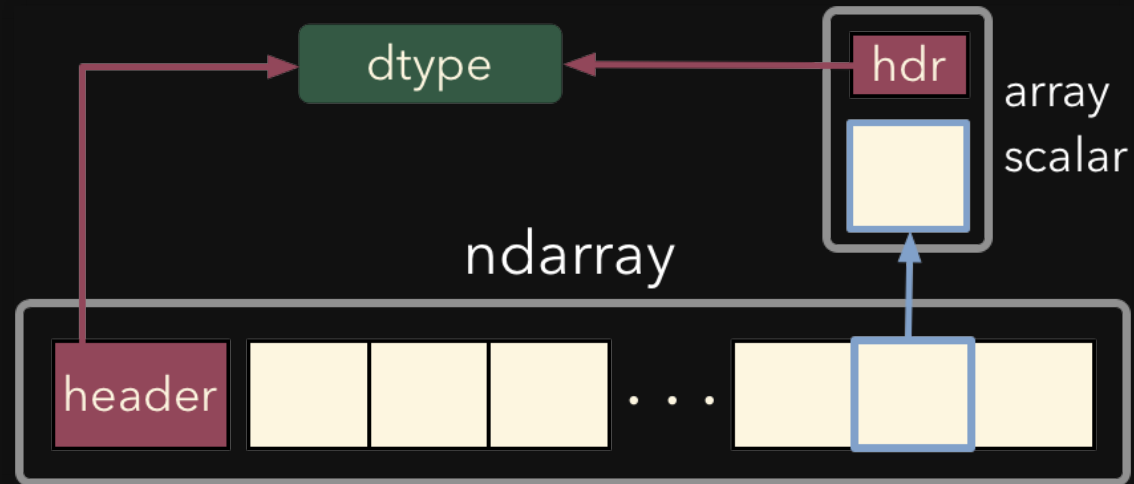 dtype
hdr
array
scalar
ndarray
header
. . .